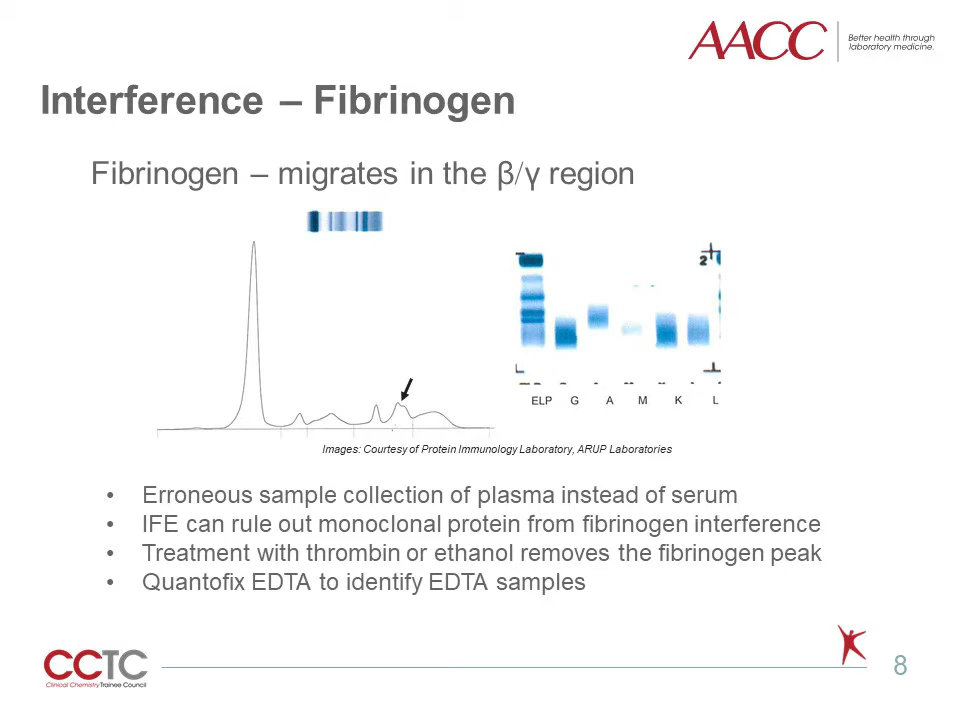 AACC
Better health through
laboratory medicine.
Interference – Fibrinogen
Fibrinogen – migrates in the β/γ region
2
ELP G A M K L
Images: Courtesy of Protein Immunology Laboratory, ARUP Laboratories
• Erroneous sample collection of plasma instead of serum
• IFE can rule out monoclonal protein from fibrinogen interference
• Treatment with thrombin or ethanol removes the fibrinogen peak
• Quantofix EDTA to identify EDTA samples
CCTC
Clinical Chemistry Trainee Council
8